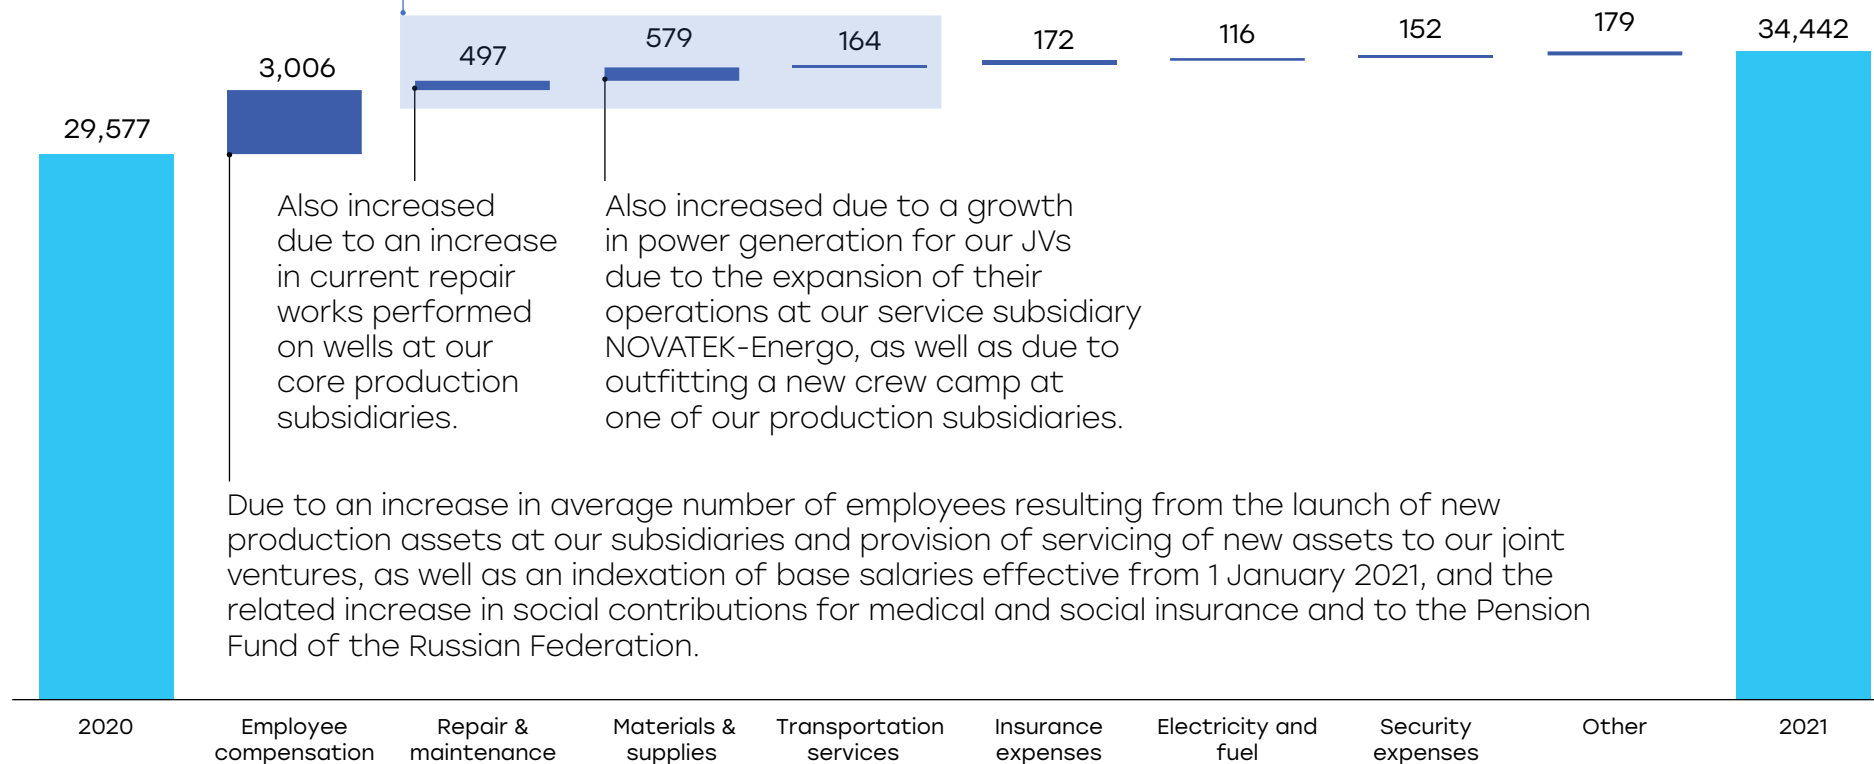 29,577
3,006
497
579
164
172
116
152
179
34,442
Also increased
due to an increase
in current repair
works performed
on wells at our
core production
subsidiaries.
Also increased due to a growth
in power generation for our JVs
due to the expansion of their
operations at our service subsidiary
NOVATEK-Energo, as well as due to
outfitting a new crew camp at
one of our production subsidiaries.
Due to an increase in average number of employees resulting from the launch of new
production assets at our subsidiaries and provision of servicing of new assets to our joint
ventures, as well as an indexation of base salaries effective from 1 January 2021, and the
related increase in social contributions for medical and social insurance and to the Pension
Fund of the Russian Federation.
2020
Employee
compensation
Repair &
maintenance
Materials &
supplies
Transportation
services
Insurance
expenses
Electricity and
fuel
Security
expenses
Other
2021